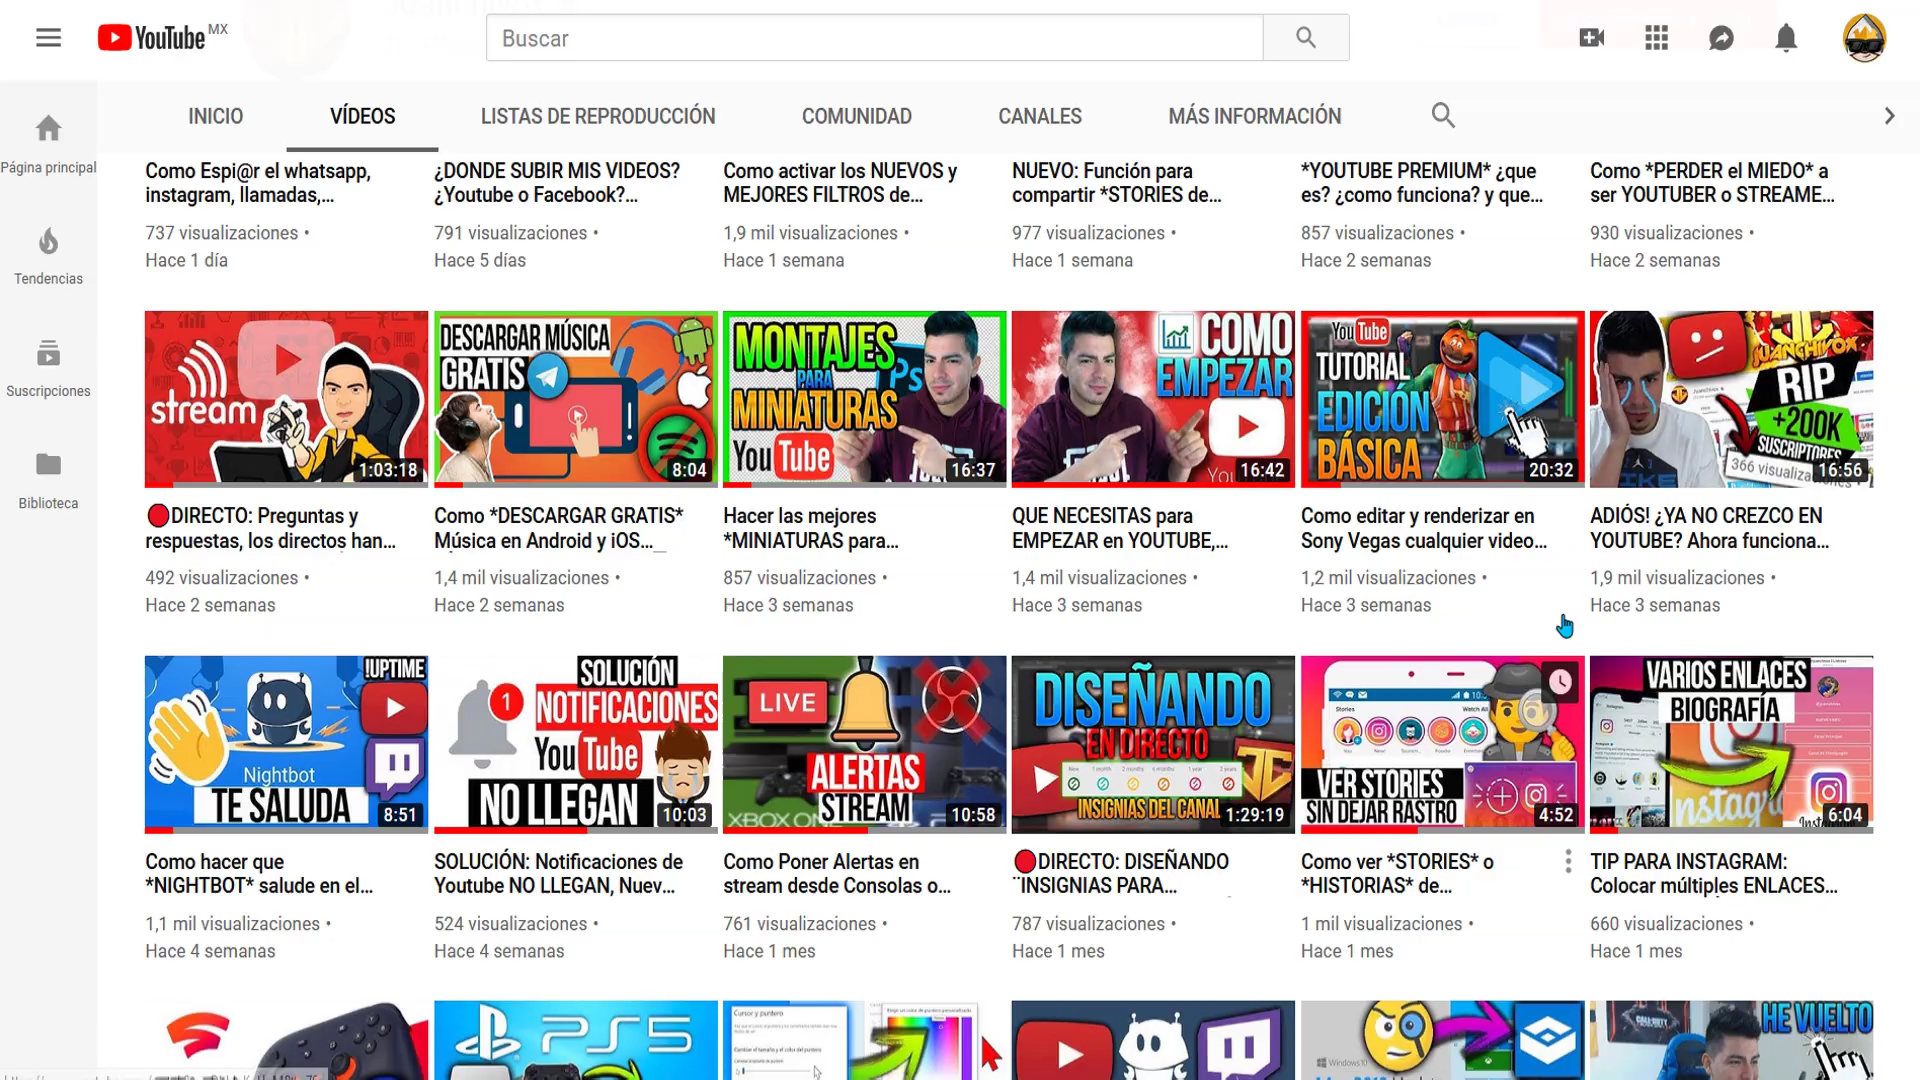 YouTube MX
Buscar
INICIO
VÍDEOS
LISTAS DE REPRODUCCIÓN
COMUNIDAD
CANALES
MÁS INFORMACIÓN
Página principal
Tendencias
Suscripciones
Biblioteca
Como Espi@r el whatsapp,
instagram, llamadas,...
737 visualizaciones •
Hace 1 día
¿DONDE SUBIR MIS VIDEOS?
¿Youtube o Facebook?...
791 visualizaciones •
Hace 5 días
Como activar los NUEVOS y
MEJORES FILTROS de...
1,9 mil visualizaciones •
Hace 1 semana
NUEVO: Función para
compartir *STORIES de...
977 visualizaciones •
Hace 1 semana
*YOUTUBE PREMIUM* ¿que
es? ¿como funciona? y que...
857 visualizaciones •
Hace 2 semanas
Como *PERDER el MIEDO* a
ser YOUTUBER o STREAME...
930 visualizaciones •
Hace 2 semanas
stream
1:03:18
🔴DIRECTO: Preguntas y
respuestas, los directos han...
492 visualizaciones •
Hace 2 semanas
DESCARGAR MÚSICA
GRATIS
8:04
Como *DESCARGAR GRATIS*
Música en Android y iOS...
1,4 mil visualizaciones •
Hace 2 semanas
MONTAJES
PARA
MINIATURAS
YouTube
Ps
16:37
Hacer las mejores
*MINIATURAS para...
857 visualizaciones •
Hace 3 semanas
COMO
EMPEZAR
16:42
QUE NECESITAS para
EMPEZAR en YOUTUBE,...
1,4 mil visualizaciones •
Hace 3 semanas
YouTube
TUTORIAL
EDICIÓN
BÁSICA
20:32
Como editar y renderizar en
Sony Vegas cualquier video...
1,2 mil visualizaciones •
Hace 3 semanas
JUANCHIVOX
RIP
+200K
SUSCRIPTORES
366 visualizaciones
16:56
ADIÓS! ¿YA NO CREZCO EN
YOUTUBE? Ahora funciona...
1,9 mil visualizaciones •
Hace 3 semanas
!UPTIME
Nightbot
TE SALUDA
8:51
Como hacer que
*NIGHTBOT* salude en el...
1,1 mil visualizaciones •
Hace 4 semanas
SOLUCIÓN
1
NOTIFICACIONES
YouTube
NO LLEGAN
10:03
SOLUCIÓN: Notificaciones de
Youtube NO LLEGAN, Nuev...
524 visualizaciones •
Hace 4 semanas
LIVE
ALERTAS
STREAM
XBOX ONE
10:58
Como Poner Alertas en
stream desde Consolas o...
761 visualizaciones •
Hace 1 mes
DISEÑANDO
EN DIRECTO
INSIGNIAS DEL CANAL
1:29:19
🔴DIRECTO: DISEÑANDO
¨INSIGNIAS PARA...
787 visualizaciones •
Hace 1 mes
Stories
Watch All
VER STORIES
SIN DEJAR RASTRO
4:52
Como ver *STORIES* o
*HISTORIAS* de...
1 mil visualizaciones •
Hace 1 mes
VARIOS ENLACES
BIOGRAFÍA
6:04
TIP PARA INSTAGRAM:
Colocar múltiples ENLACES...
660 visualizaciones •
Hace 1 mes
PS5
Cursor y puntero
Windows 10
HE VUELTO